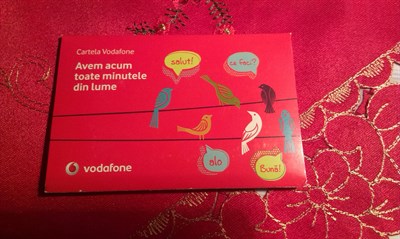 Cartela Vodafone
Avem acum
toate minutele
din lume
salut!
ce faci?
alo
Bună!
vodafone